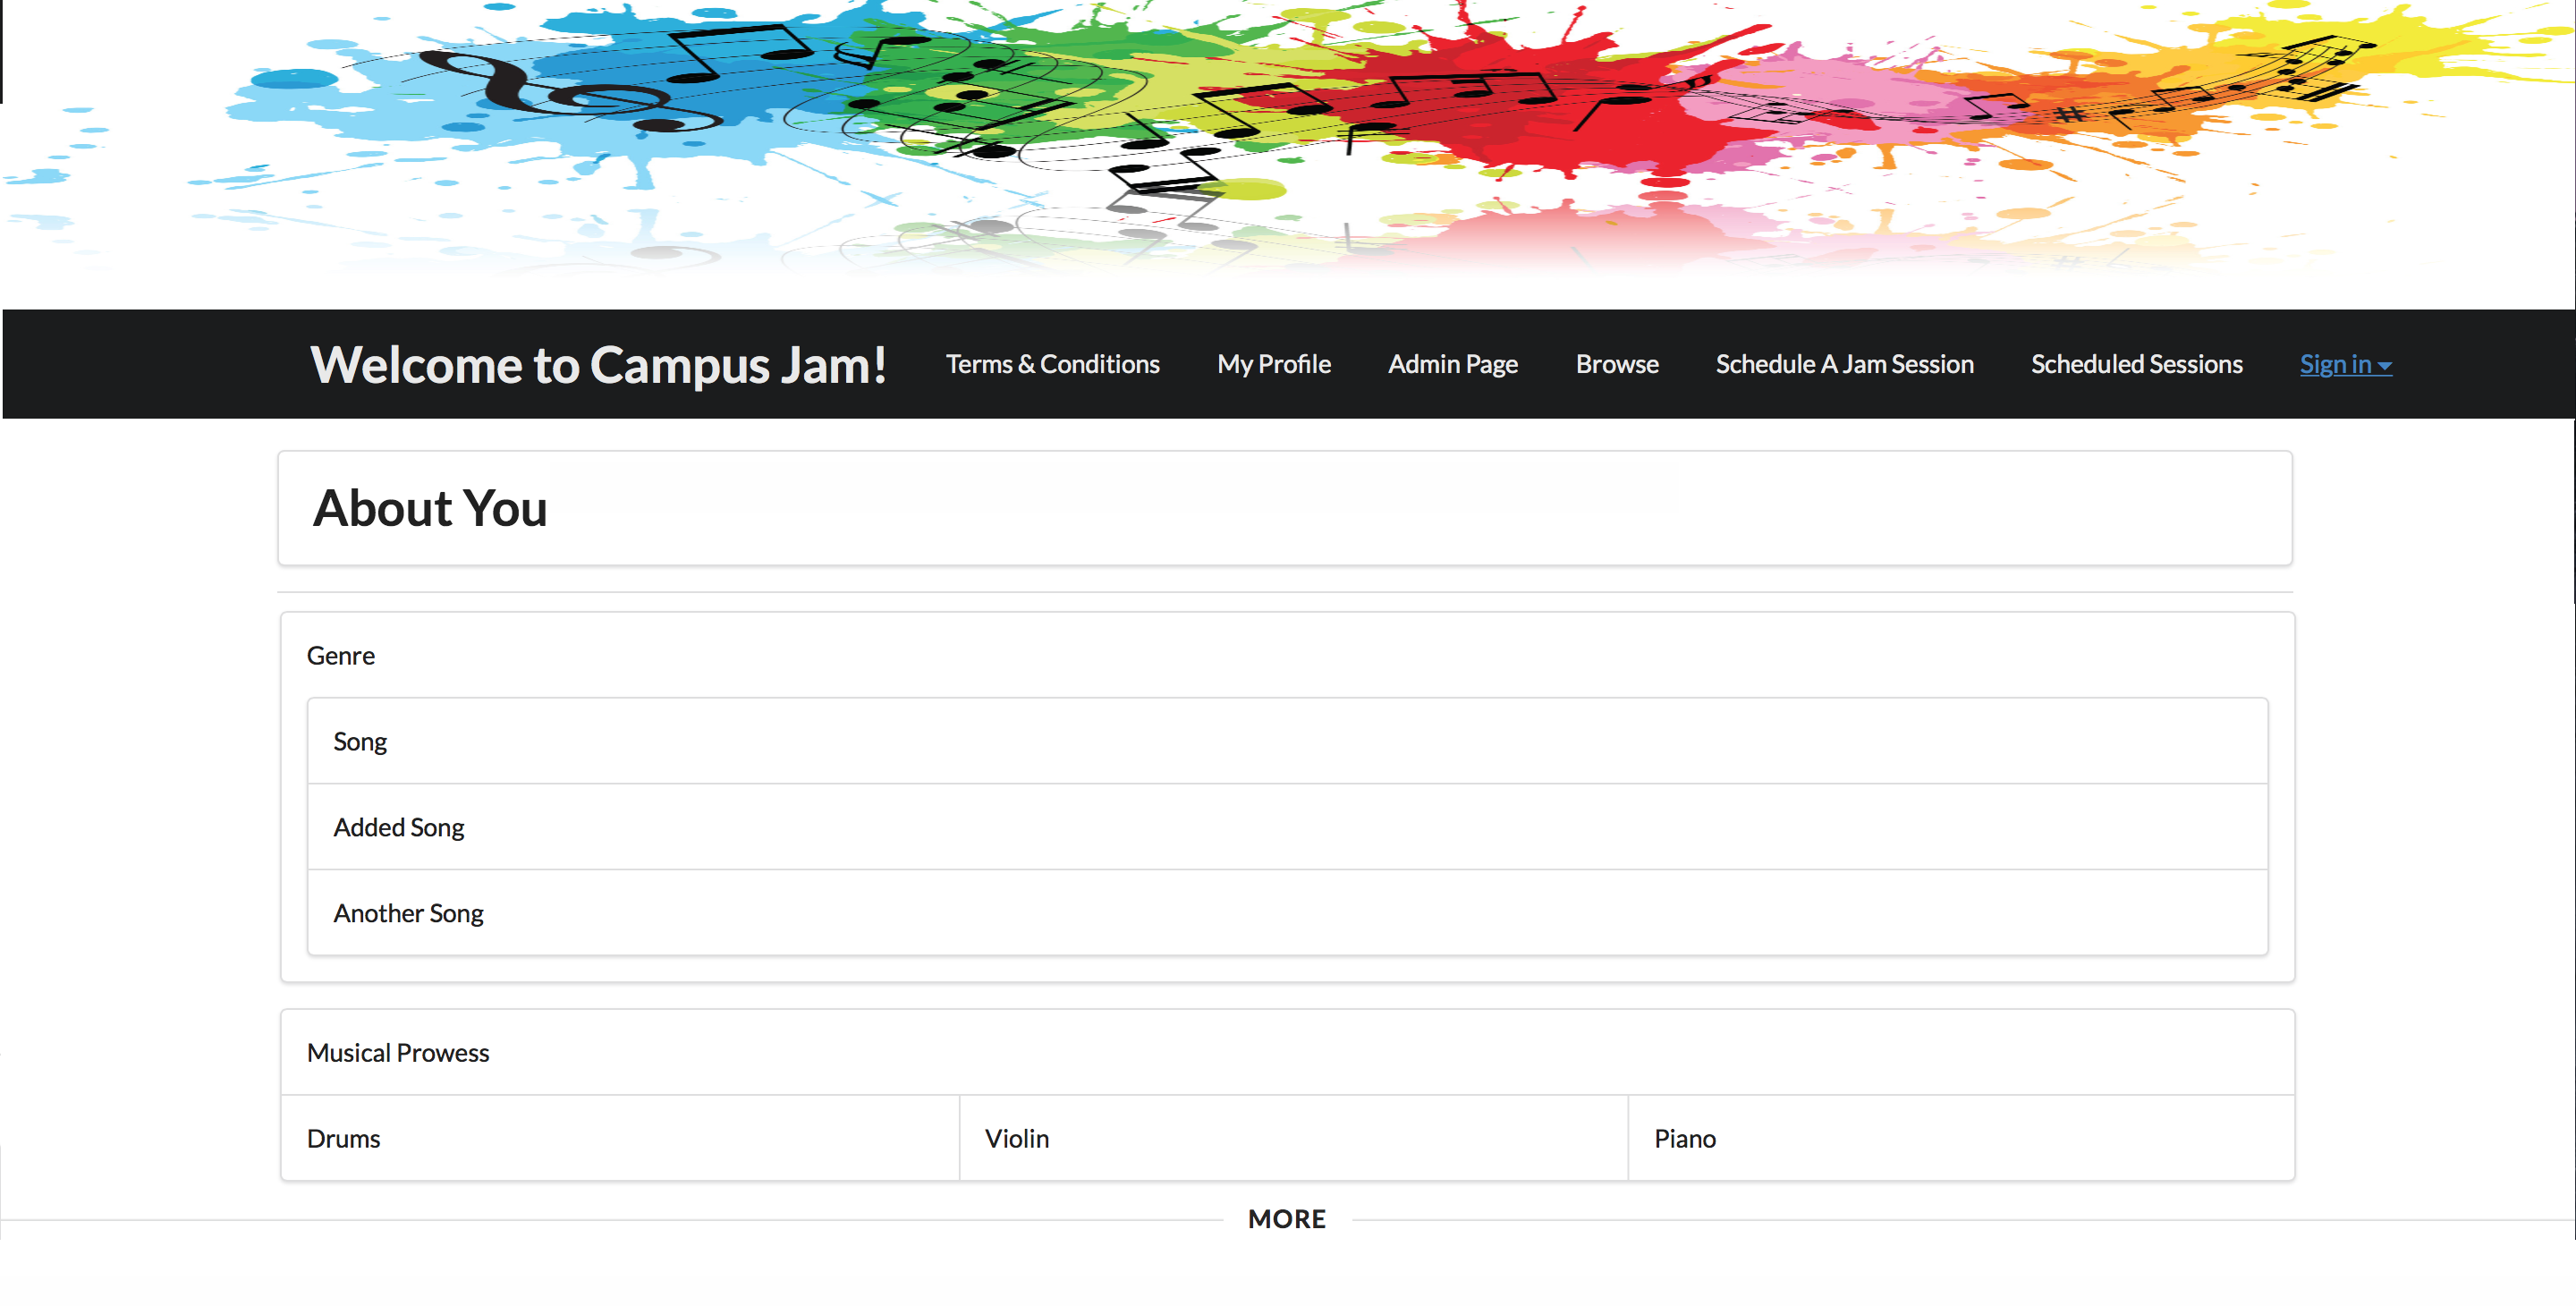 Welcome to Campus Jam! Terms & Conditions My Profile Admin Page Browse Schedule A Jam Session Scheduled Sessions Sign in
About You
Genre
Song
Added Song
Another Song
Musical Prowess
Drums Violin Piano
MORE